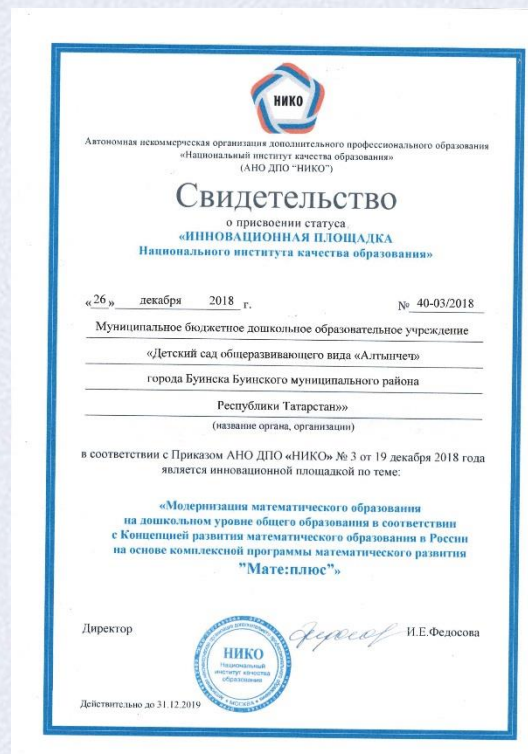 НИКО
Автономная некоммерческая организация дополнительного профессионального образования
«Национальный институт качества образования»
(АНО ДПО "НИКО")
Свидетельство
о присвоении статуса
«ИННОВАЦИОННАЯ ПЛОЩАДКА
Национального института качества образования»
«26» декабря 2018 г. № 40-03/2018
Муниципальное бюджетное дошкольное образовательное учреждение
«Детский сад общеразвивающего вида «Алтынчеч»
города Буинска Буинского муниципального района
Республики Татарстан»»
(название органа, организации)
в соответствии с Приказом АНО ДПО «НИКО» № 3 от 19 декабря 2018 года
является инновационной площадкой по теме:
«Модернизация математического образования
на дошкольном уровне общего образования в соответствии
с Концепцией развития математического образования в России
на основе комплексной программы математического развития
"Мате:плюс"»
Директор И.Е.Федосова
НИКО
Национальный
институт качества
образования
МОСКВА
Действительно до 31.12.2019